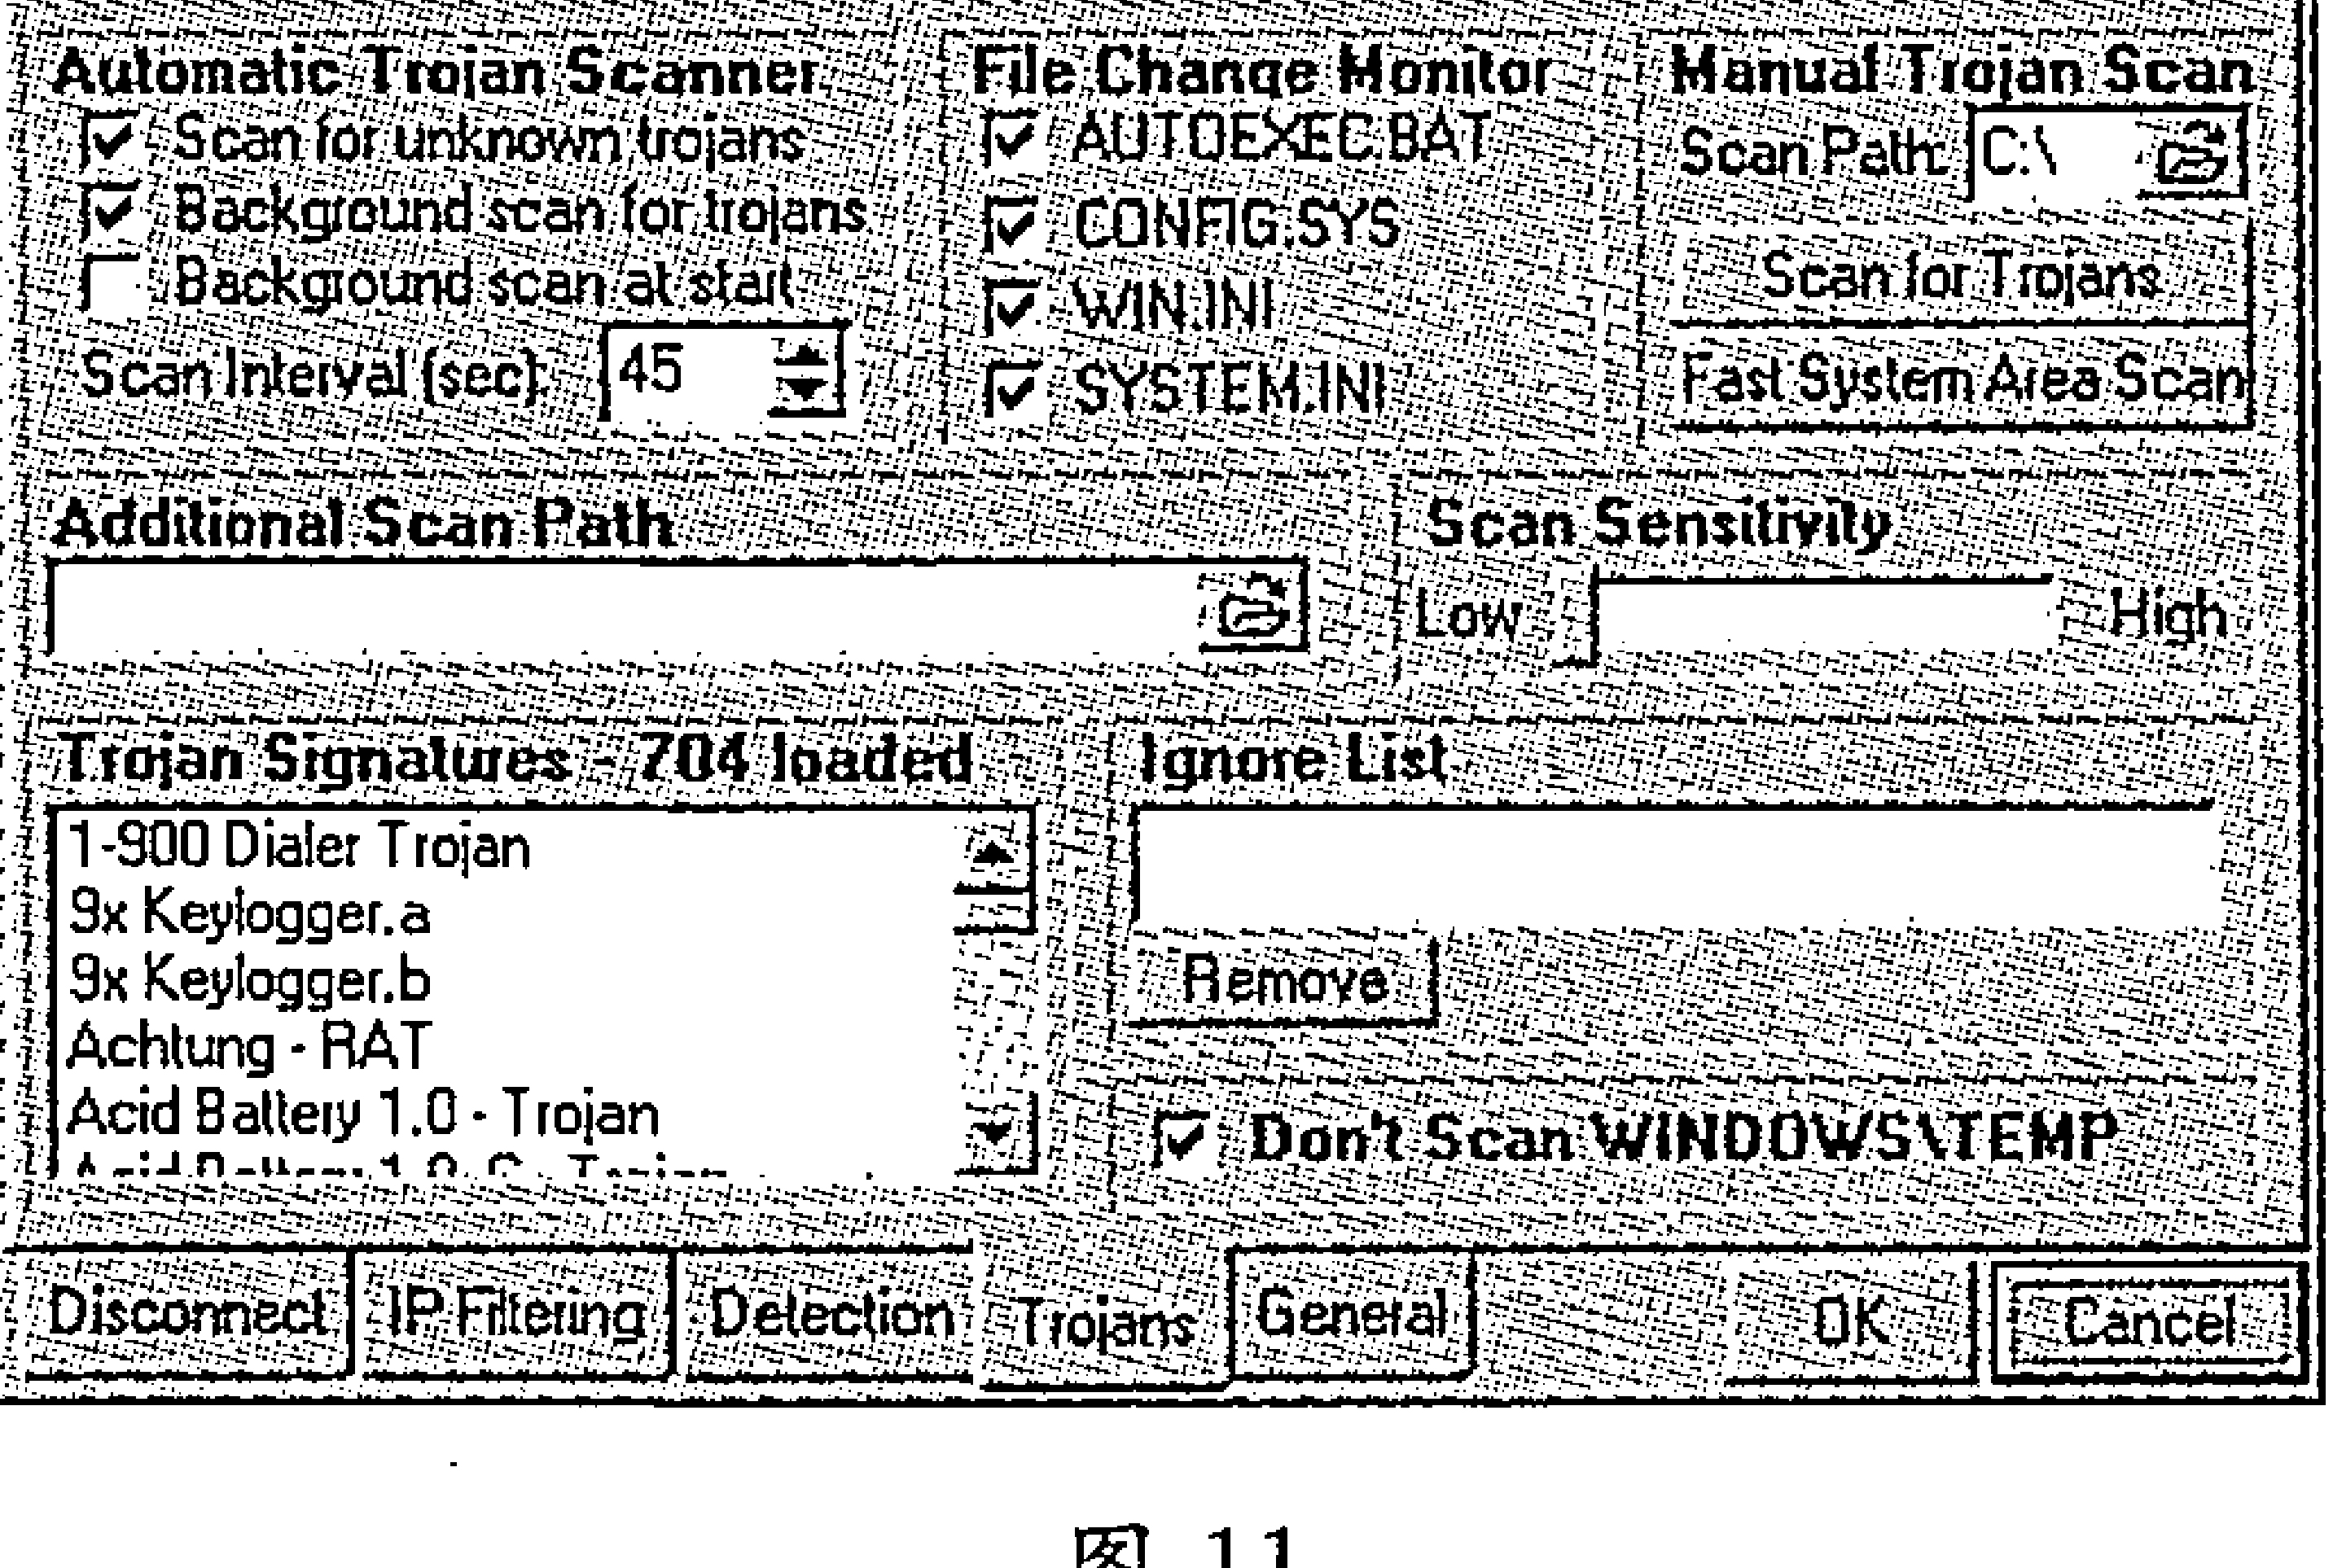 Automatic Trojan Scanner
Scan for unknown trojans
Background scan for trojans
Background scan at start
Scan Interval (sec): 45
File Change Monitor
AUTOEXEC.BAT
CONFIG.SYS
WIN.INI
SYSTEM.INI
Manual Trojan Scan
Scan Path: C:\
Scan for Trojans
Fast System Area Scan
Additional Scan Path
Scan Sensitivity
Low High
Trojan Signatures - 704 loaded
1-900 Dialer Trojan
9x Keylogger.a
9x Keylogger.b
Achtung - RAT
Acid Battery 1.0 - Trojan
Ignore List
Remove
Don't Scan WINDOWS\TEMP
Disconnect IP Filtering Detection Trojans General OK Cancel
图 11